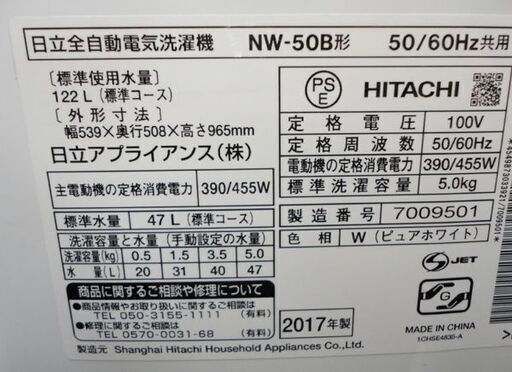 日立全自動電気洗濯機 NW-50B形 50/60Hz共用
〔標準使用水量〕
122L（標準コース）
〔外形寸法〕
幅539×奥行508×高さ965mm
日立アプライアンス（株）
主電動機の定格消費電力 390/455W
標準水量 47L（標準コース）
洗濯容量と水量（手動設定の水量）
洗濯容量(kg) 0.5 1.5 3.5 5.0
水量(L) 20 31 40 47
商品に関するご相談や修理について
●商品情報やお取り扱いに関するご相談
TEL 050-3155-1111 (有料)
●修理に関するご相談
TEL 0570-0031-68 (有料)
PS
E
HITACHI
定格電圧 100V
定格周波数 50/60Hz
電動機の定格消費電力 390/455W
標準洗濯容量 5.0kg
製造番号 7009501
色相 W（ピュアホワイト）
S JET
G
2017年製
MADE IN CHINA
1CHSE4835-A
製造元 Shanghai Hitachi Household Appliances Co.,Ltd.